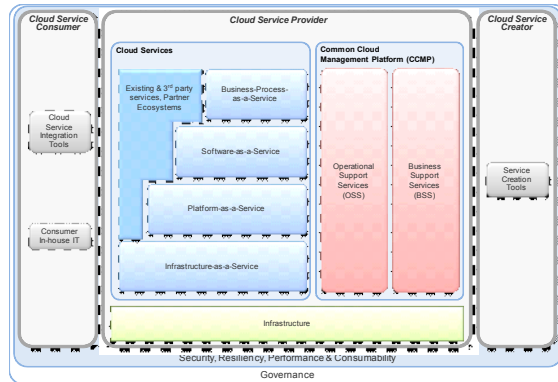 Cloud Service
Consumer
Cloud Service Provider
Cloud Service
Creator
Cloud Services
Common Cloud
Management Platform (CCMP)
Existing & 3rd party
services, Partner
Ecosystems
Business-Process-
as-a-Service
Software-as-a-Service
Platform-as-a-Service
Infrastructure-as-a-Service
Operational
Support
Services
(OSS)
Business
Support
Services
(BSS)
Cloud
Service
Integration
Tools
Consumer
In-house IT
Service
Creation
Tools
Infrastructure
Security, Resiliency, Performance & Consumability
Governance